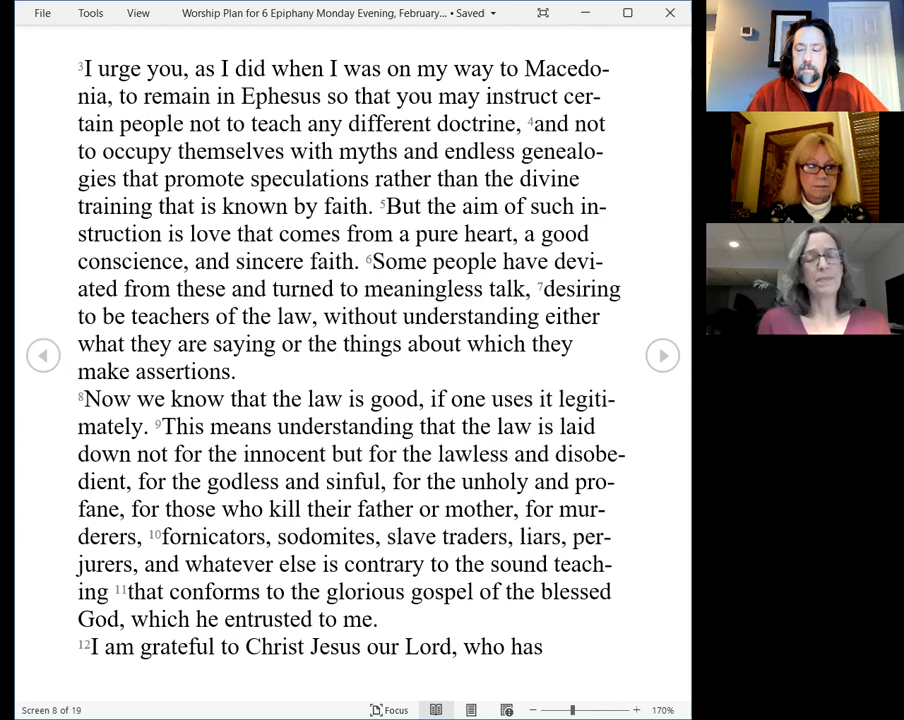 File Tools View Worship Plan for 6 Epiphany Monday Evening, February... • Saved
³I urge you, as I did when I was on my way to Macedo-
nia, to remain in Ephesus so that you may instruct cer-
tain people not to teach any different doctrine, ⁴and not
to occupy themselves with myths and endless genealo-
gies that promote speculations rather than the divine
training that is known by faith. ⁵But the aim of such in-
struction is love that comes from a pure heart, a good
conscience, and sincere faith. ⁶Some people have devi-
ated from these and turned to meaningless talk, ⁷desiring
to be teachers of the law, without understanding either
what they are saying or the things about which they
make assertions.
⁸Now we know that the law is good, if one uses it legiti-
mately. ⁹This means understanding that the law is laid
down not for the innocent but for the lawless and disobe-
dient, for the godless and sinful, for the unholy and pro-
fane, for those who kill their father or mother, for mur-
derers, ¹⁰fornicators, sodomites, slave traders, liars, per-
jurers, and whatever else is contrary to the sound teach-
ing ¹¹that conforms to the glorious gospel of the blessed
God, which he entrusted to me.
¹²I am grateful to Christ Jesus our Lord, who has
Screen 8 of 19 Focus 170%